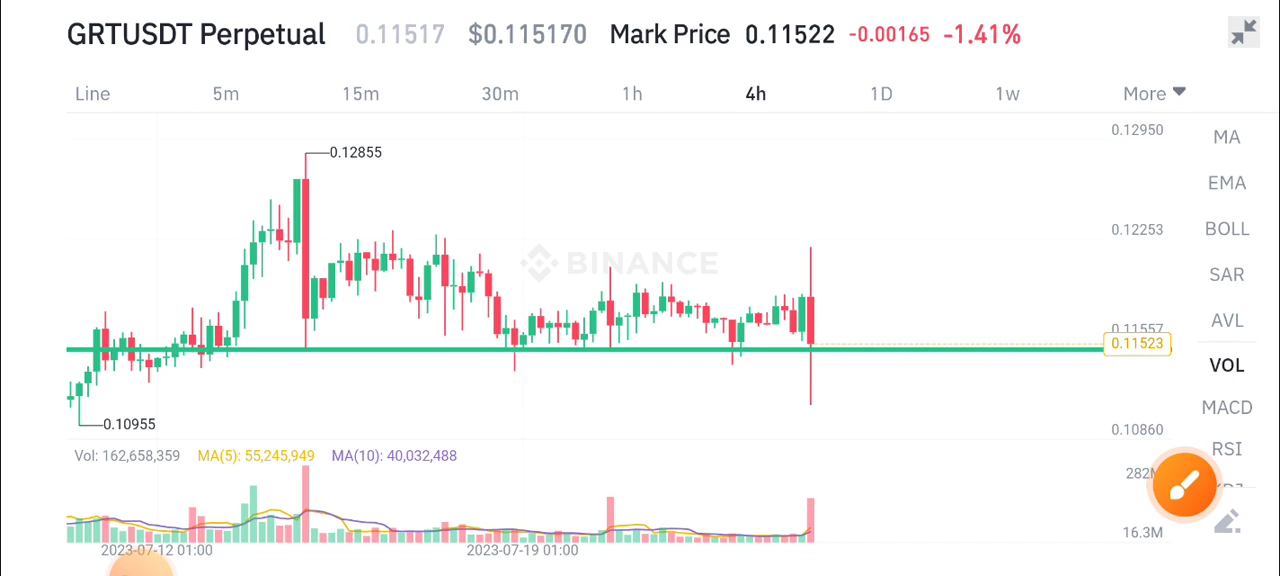 GRTUSDT Perpetual 0.11517 $0.115170 Mark Price 0.11522 -0.00165 -1.41%
Line 5m 15m 30m 1h 4h 1D 1w More
0.12950
MA
0.12855
EMA
0.12253
BOLL
BINANCE
SAR
AVL
0.11557
0.11523
VOL
MACD
0.10955
0.10860
RSI
Vol: 162,658,359 MA(5): 55,245,949 MA(10): 40,032,488
282M
16.3M
2023-07-12 01:00 2023-07-19 01:00